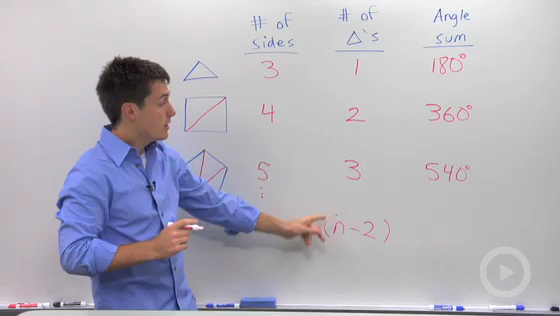 # of sides # of Δ's Angle sum
3 1 180°
4 2 360°
5 3 540°
⋮
(n-2)